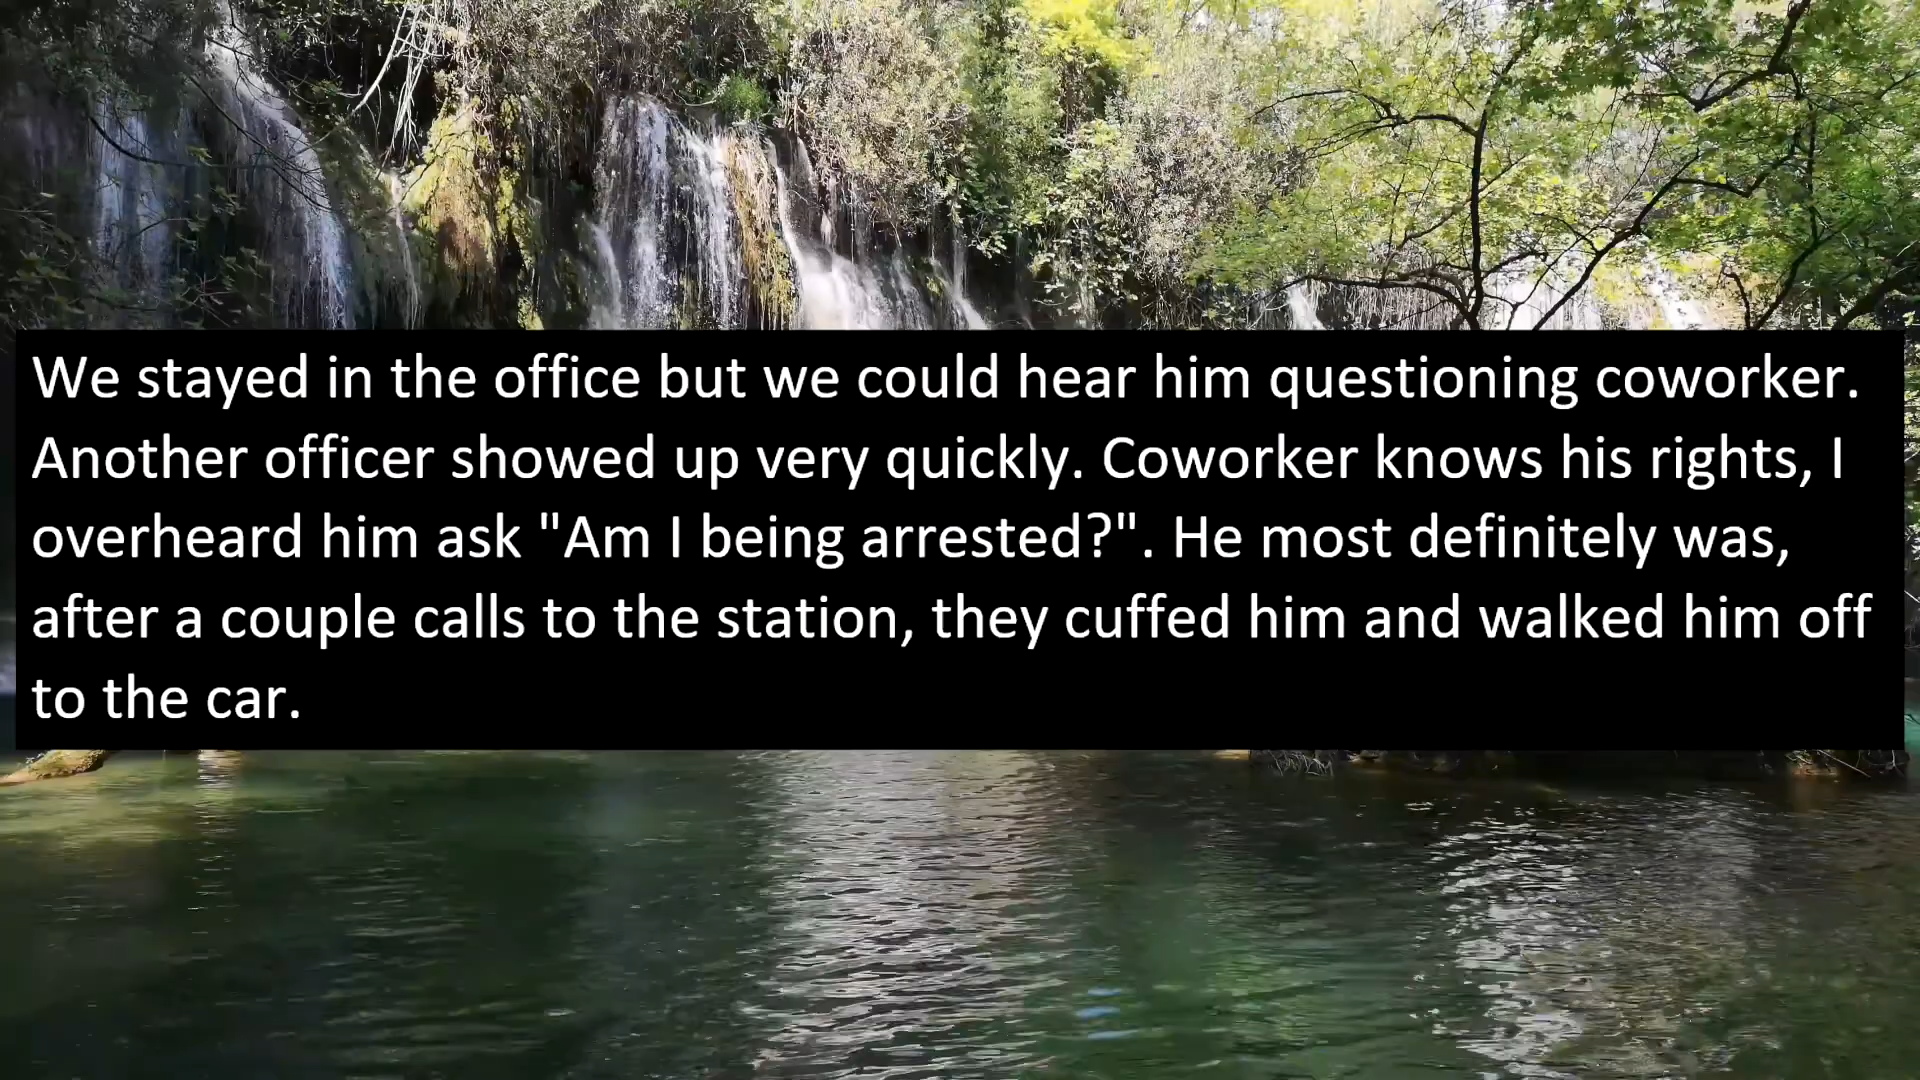 We stayed in the office but we could hear him questioning coworker.
Another officer showed up very quickly. Coworker knows his rights, I
overheard him ask "Am I being arrested?". He most definitely was,
after a couple calls to the station, they cuffed him and walked him off
to the car.